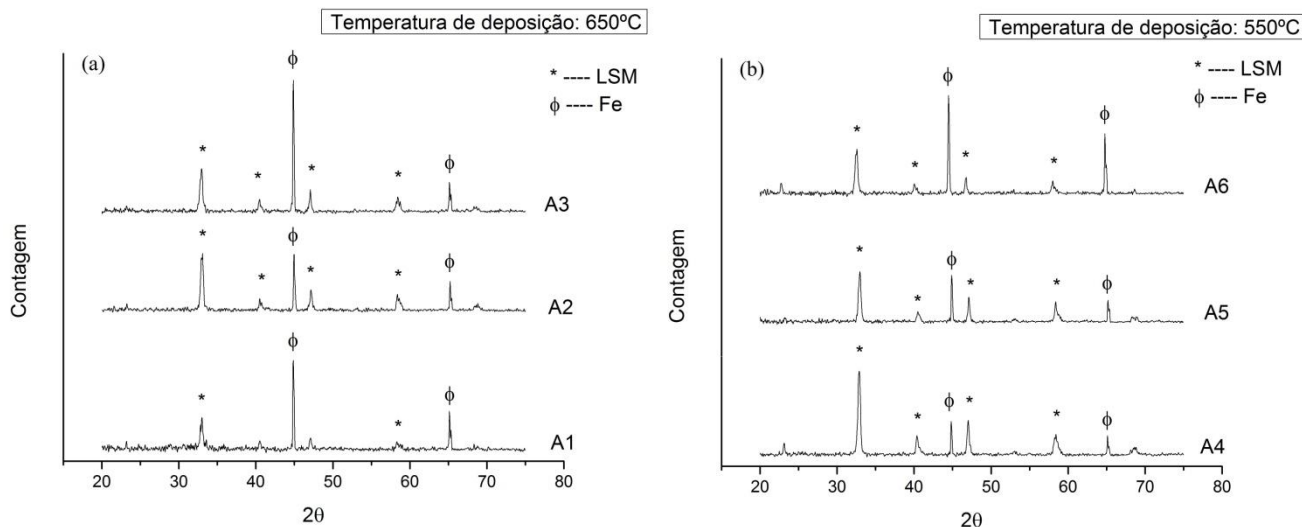 Temperatura de deposição: 650ºC
(a)
* ---- LSM
ϕ ---- Fe
ϕ
*
*
*
*
ϕ
A3
*
*
ϕ
*
*
ϕ
A2
*
ϕ
*
ϕ
A1
Contagem
20 30 40 50 60 70 80
2θ
Temperatura de deposição: 550ºC
(b)
* ---- LSM
ϕ ---- Fe
*
*
ϕ
*
*
ϕ
A6
*
*
ϕ
*
*
ϕ
A5
*
*
ϕ
*
*
ϕ
A4
Contagem
20 30 40 50 60 70 80
2θ